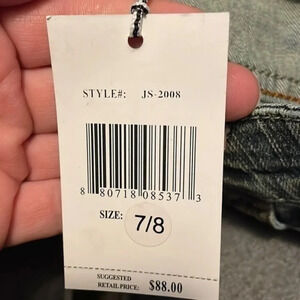 STYLE#: JS-2008
8 80718 08537 3
SIZE: 7/8
SUGGESTED
RETAIL PRICE: $88.00